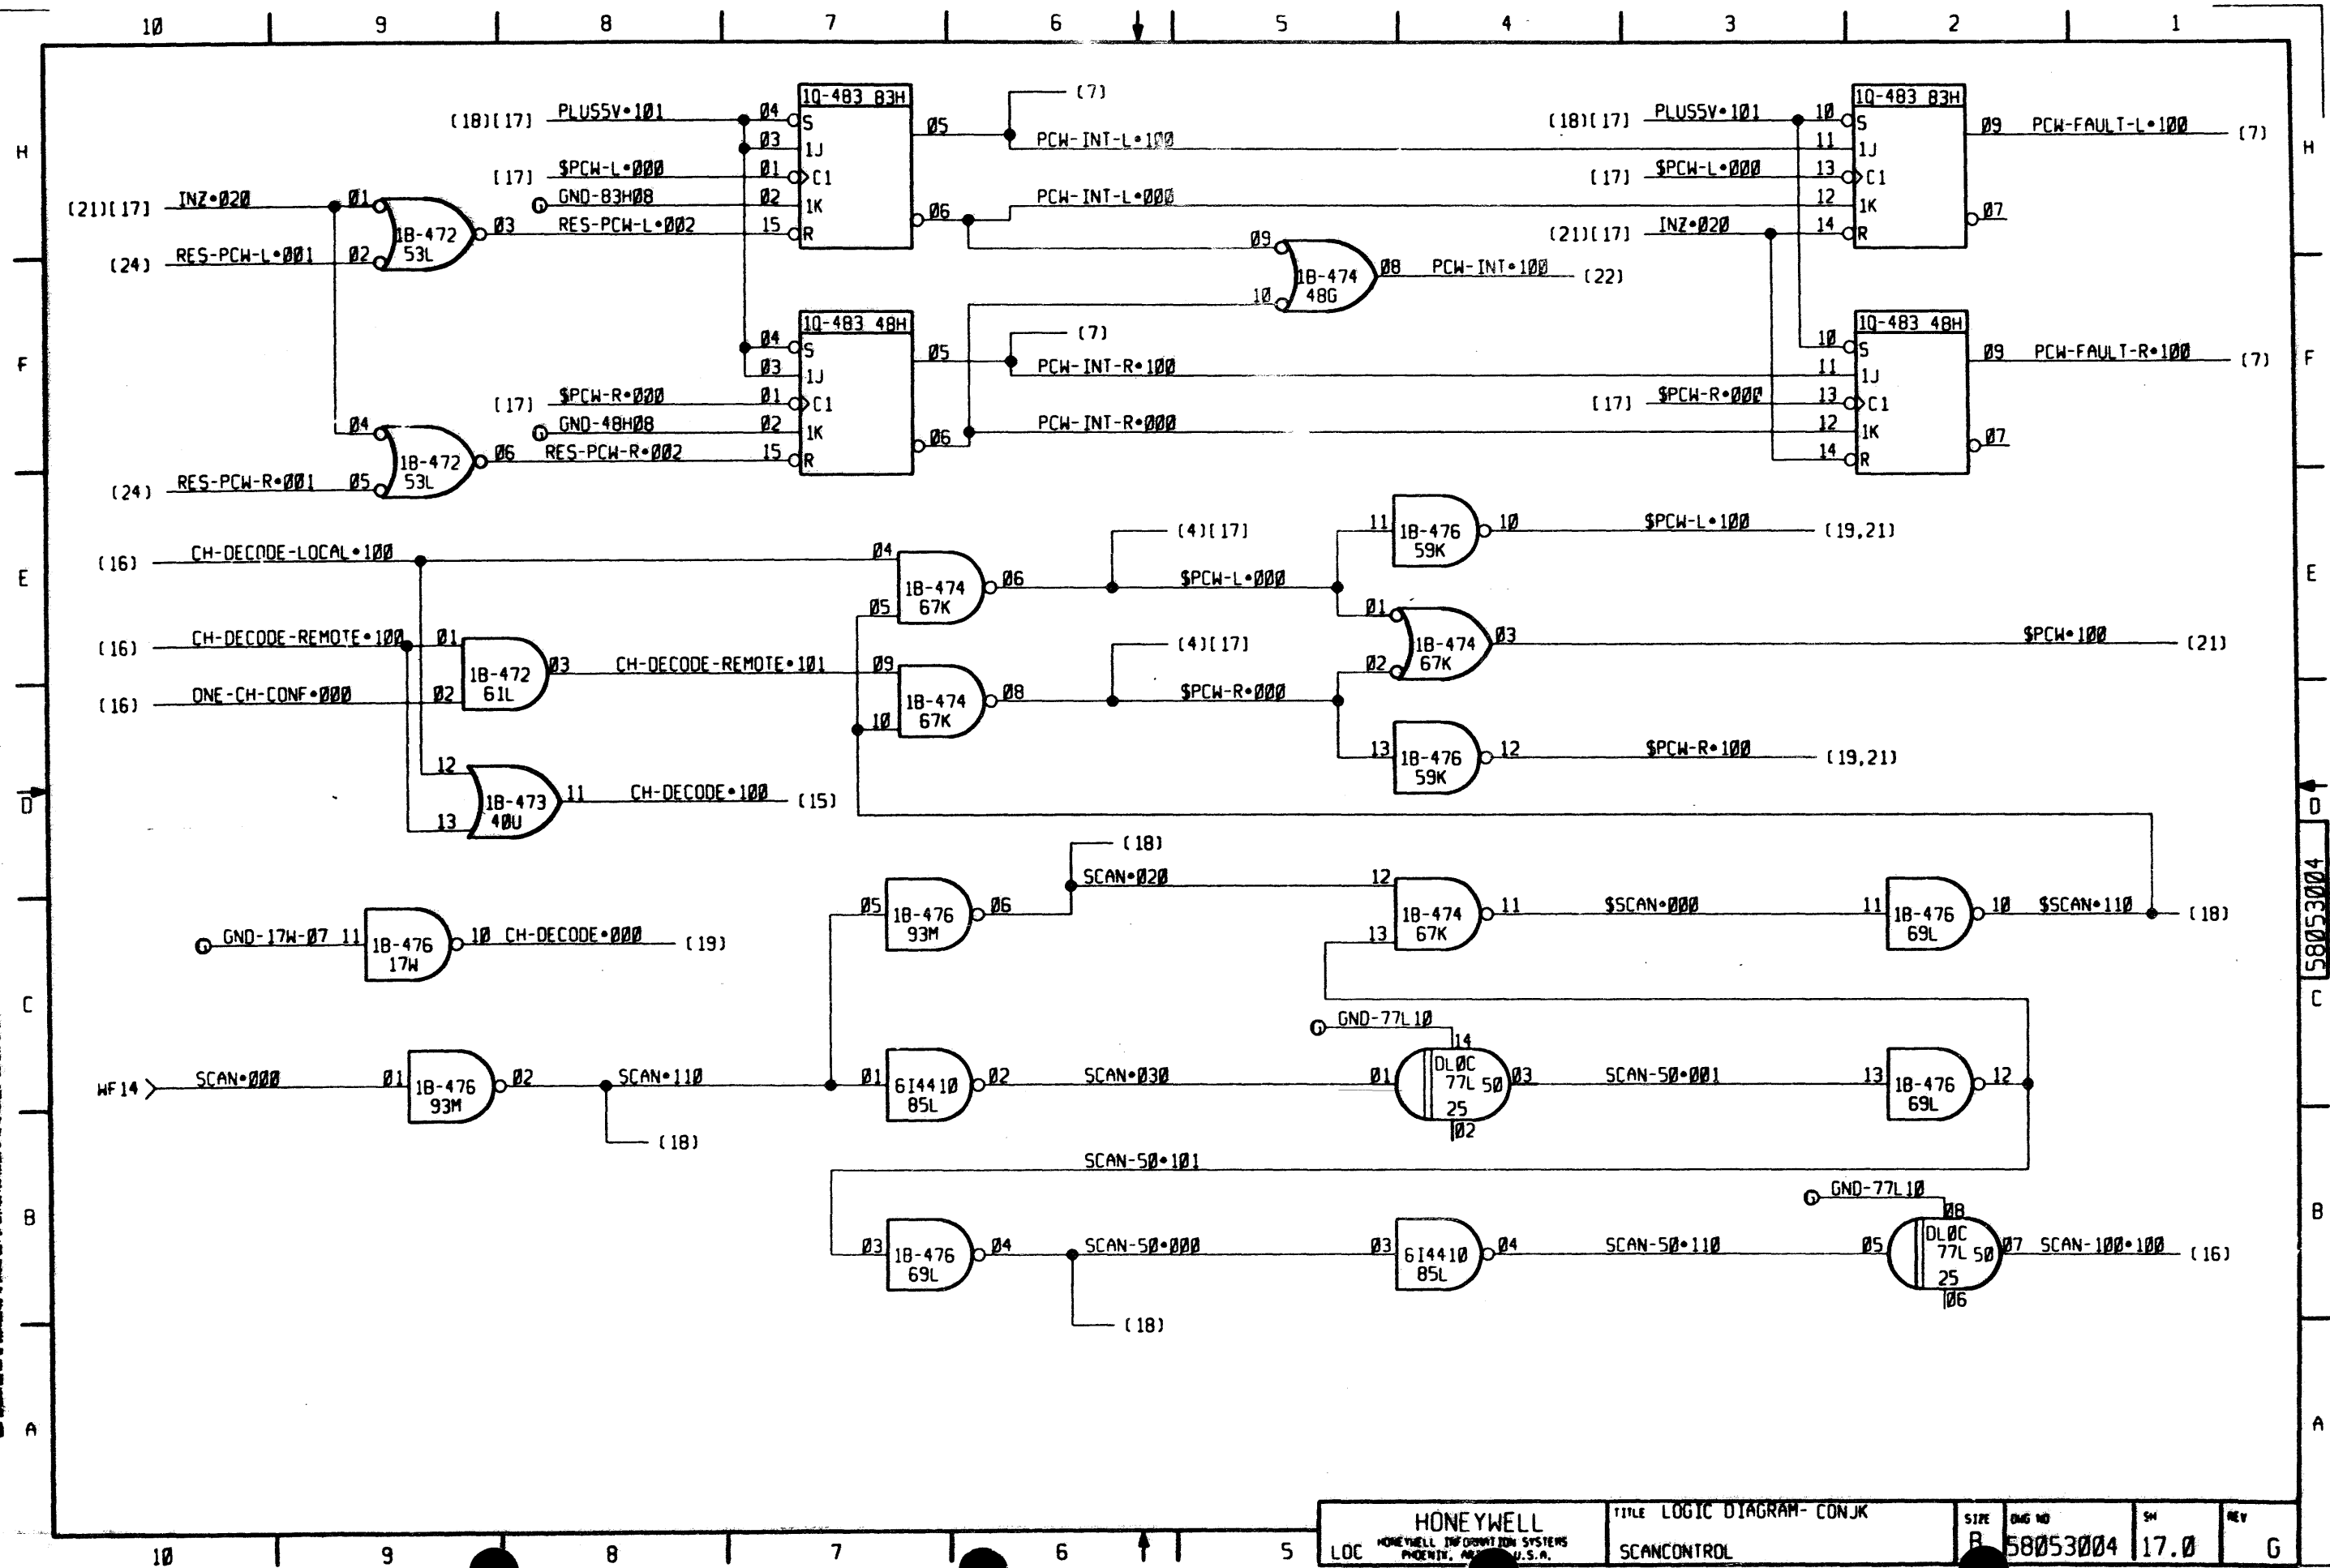 10 9 8 7 6 5 4 3 2 1
H
(18)[17] PLUS5V•101 04 S
1Q-483 83H
03 1J
[17] $PCW-L•000 01 C1
G GND-83H08 02 1K
RES-PCW-L•002 15 R
05
06
(7)
PCW-INT-L•100
PCW-INT-L•000
(18)[17] PLUS5V•101 10 S
1Q-483 83H
11 1J
[17] $PCW-L•000 13 C1
12 1K
(21)[17] INZ•020 14 R
09 PCW-FAULT-L•100 (7)
07
H
(21)[17] INZ•020 01
(24) RES-PCW-L•001 02
1B-472
53L
03
09
10
1B-474
48G
08 PCW-INT•100 (22)
F
1Q-483 48H
04 S
03 1J
[17] $PCW-R•000 01 C1
G GND-48H08 02 1K
RES-PCW-R•002 15 R
05
06
(7)
PCW-INT-R•100
PCW-INT-R•000
1Q-483 48H
10 S
11 1J
[17] $PCW-R•000 13 C1
12 1K
14 R
09 PCW-FAULT-R•100 (7)
07
F
04
(24) RES-PCW-R•001 05
1B-472
53L
06
E
(16) CH-DECODE-LOCAL•100 04
05
1B-474
67K
06
(4)[17]
$PCW-L•000
11
1B-476
59K
10 $PCW-L•100 (19,21)
E
01
02
1B-474
67K
03 $PCW•100 (21)
(16) CH-DECODE-REMOTE•100 01
(16) ONE-CH-CONF•000 02
1B-472
61L
03 CH-DECODE-REMOTE•101 09
10
1B-474
67K
08
(4)[17]
$PCW-R•000
13
1B-476
59K
12 $PCW-R•100 (19,21)
D
12
13
1B-473
40U
11 CH-DECODE•100 (15)
D
58053004
(18)
SCAN•020
05
1B-476
93M
06
12
13
1B-474
67K
11 $SCAN•000 11
1B-476
69L
10 $SCAN•110 (18)
G GND-17W-07 11
1B-476
17W
10 CH-DECODE•000 (19)
C
C
G GND-77L10
14
WF14 SCAN•000 01
1B-476
93M
02 SCAN•110
01
6I4410
85L
02 SCAN•030 01
DL0C
77L 50
25
02
03 SCAN-50•001 13
1B-476
69L
12
(18)
SCAN-50•101
B
G GND-77L10
08
B
03
1B-476
69L
04 SCAN-50•000 03
6I4410
85L
04 SCAN-50•110 05
DL0C
77L 50
25
06
07 SCAN-100•100 (16)
(18)
A
A
HONEYWELL
HONEYWELL INFORMATION SYSTEMS
PHOENIX, U.S.A.
LOC
TITLE LOGIC DIAGRAM- CONJK
SCANCONTROL
SIZE
B
DWG NO
58053004
SH
17.0
REV
G
10 9 8 7 6 5